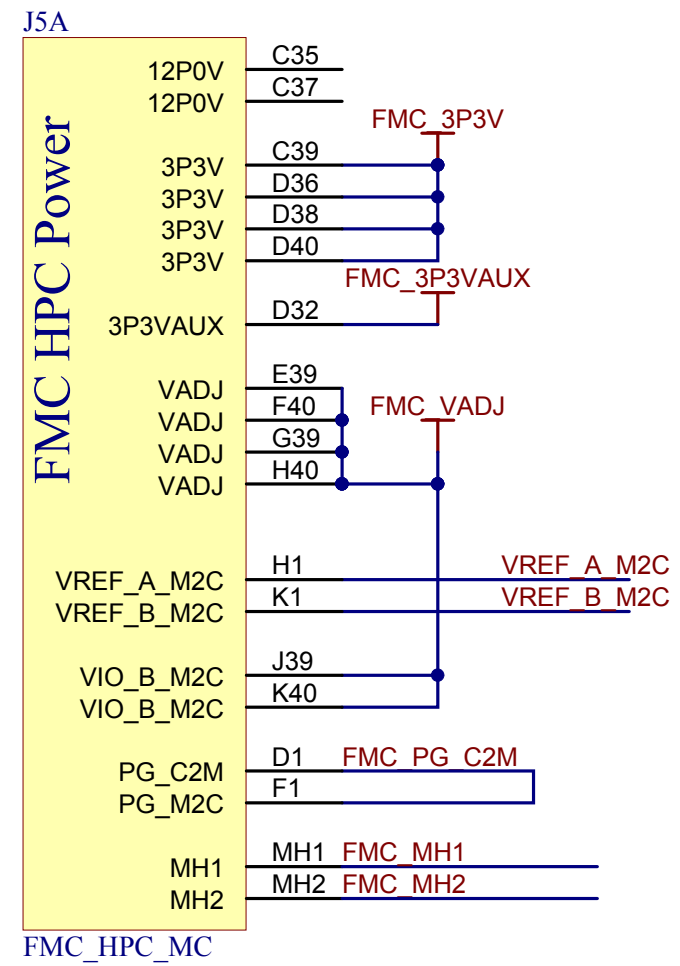 J5A
FMC HPC Power
12P0V C35
12P0V C37
FMC_3P3V
3P3V C39
3P3V D36
3P3V D38
3P3V D40
FMC_3P3VAUX
3P3VAUX D32
VADJ E39
VADJ F40 FMC_VADJ
VADJ G39
VADJ H40
VREF_A_M2C H1 VREF_A_M2C
VREF_B_M2C K1 VREF_B_M2C
VIO_B_M2C J39
VIO_B_M2C K40
PG_C2M D1 FMC_PG_C2M
PG_M2C F1
MH1 MH1 FMC_MH1
MH2 MH2 FMC_MH2
FMC_HPC_MC